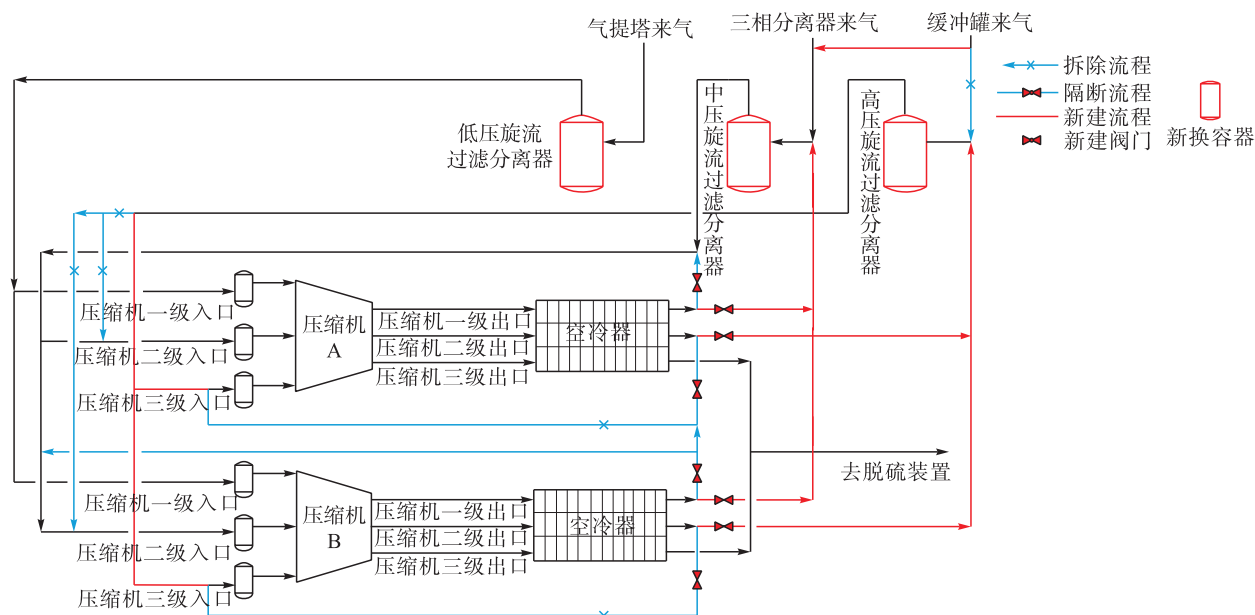 气提塔来气
三相分离器来气
缓冲罐来气
拆除流程
隔断流程
新建流程
新建阀门
新换容器
低压旋流
过滤分离器
中压旋流过滤分离器
高压旋流过滤分离器
压缩机一级入口
压缩机二级入口
压缩机三级入口
压缩机
A
压缩机一级出口
压缩机二级出口
压缩机三级出口
空冷器
去脱硫装置
压缩机一级入口
压缩机二级入口
压缩机三级入口
压缩机
B
压缩机一级出口
压缩机二级出口
压缩机三级出口
空冷器